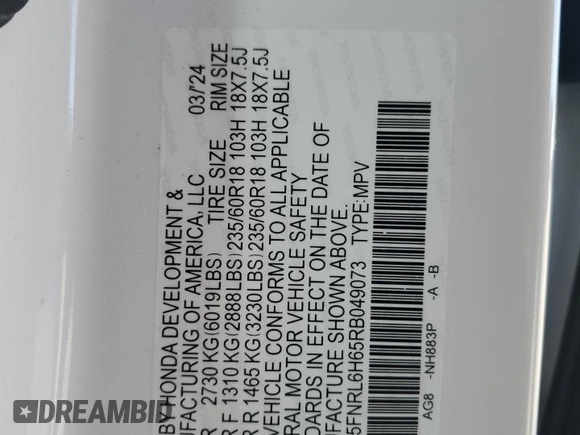 BY HONDA DEVELOPMENT &
UFACTURING OF AMERICA, LLC 03/'24
R 2730 KG(6019LBS) TIRE SIZE RIM SIZE
R F 1310 KG(2888LBS)235/60R18 103H 18X7.5J
R R 1465 KG(3230LBS)235/60R18 103H 18X7.5J
VEHICLE CONFORMS TO ALL APPLICABLE
RAL MOTOR VEHICLE SAFETY
DARDS IN EFFECT ON THE DATE OF
FACTURE SHOWN ABOVE.
5FNRL6H65RB049073 TYPE:MPV
AG8 -NH883P -A -B
DREAMBID